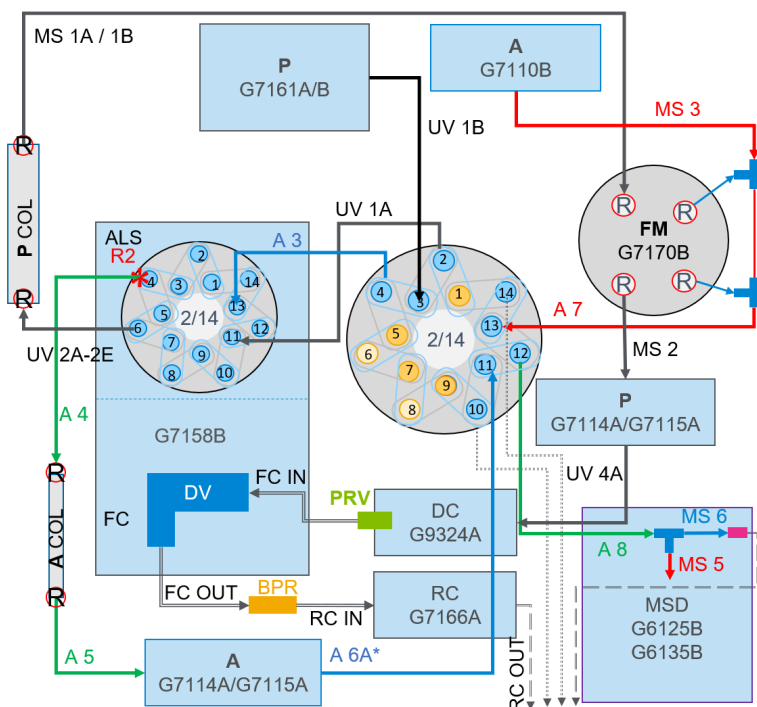 MS 1A / 1B
P
G7161A/B
A
G7110B
MS 3
UV 1B
R
P COL
R
UV 1A
ALS
R2
A 3
2
4
3
1
14
13
5
6
2/14
11
12
7
9
8
10
2
4
3
1
14
5
13
6
2/14
12
11
7
9
8
10
R
R
FM
G7170B
R
R
A 7
MS 2
UV 2A-2E
A 4
P
G7114A/G7115A
G7158B
UV 4A
R
A COL
R
DV
FC IN
FC
PRV
DC
G9324A
MS 6
A 8
MS 5
FC OUT
BPR
RC IN
RC
G7166A
MSD
G6125B
G6135B
RC OUT
A 5
A
G7114A/G7115A
A 6A*